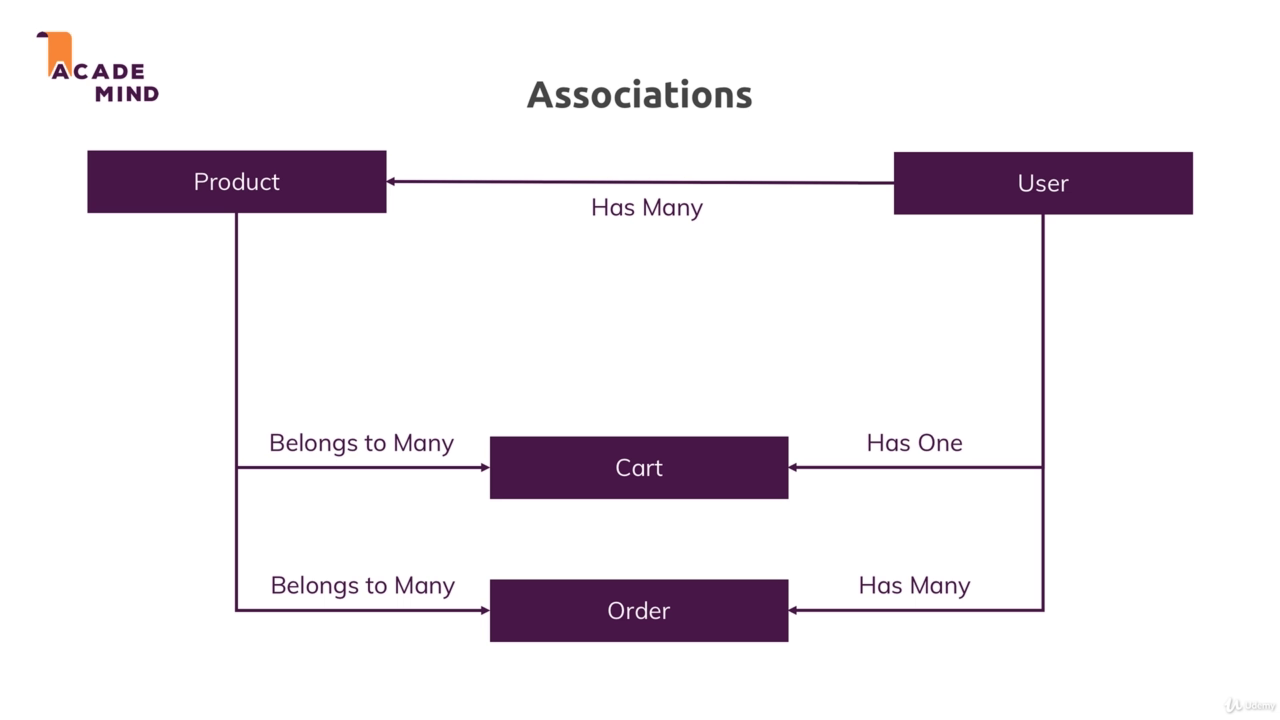 ACADE
MIND
Associations
Product
User
Has Many
Belongs to Many
Has One
Cart
Belongs to Many
Has Many
Order
Udemy